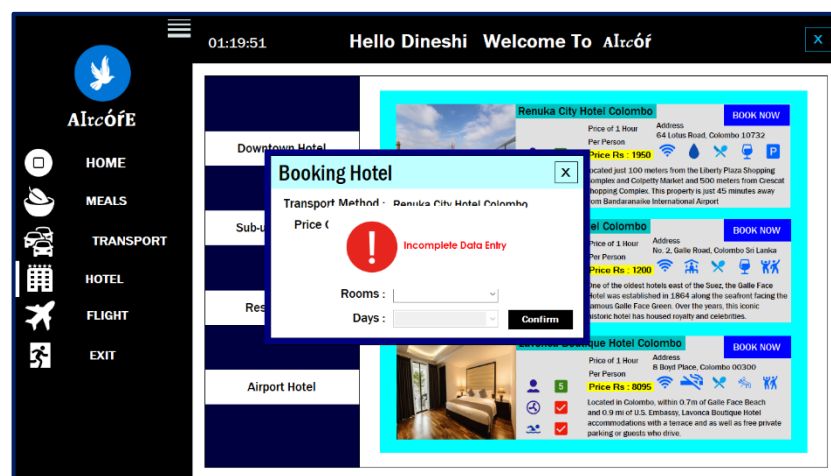 01:19:51
Hello Dineshi Welcome To AIrcóŕ
X
AIrcóŕE
HOME
MEALS
TRANSPORT
HOTEL
FLIGHT
EXIT
Downtown Hotel
Sub-u
Res
Airport Hotel
Booking Hotel
X
Transport Method : Renuka City Hotel Colombo
Price
Incomplete Data Entry
Rooms :
Days :
Confirm
Renuka City Hotel Colombo
BOOK NOW
Price of 1 Hour
Per Person
Price Rs : 1950
Address
64 Lotus Road, Colombo 10732
P
ocated just 100 meters from the Liberty Plaza Shopping
omplex and Colpetty Market and 500 meters from Crescat
hopping Complex. This property is just 45 minutes away
om Bandaranaike International Airport
el Colombo
BOOK NOW
Price of 1 Hour
Per Person
Price Rs : 1200
Address
No. 2, Galle Road, Colombo Sri Lanka
One of the oldest hotels east of the Suez, the Galle Face
Hotel was established in 1864 along the seafront facing the
famous Galle Face Green. Over the years, this iconic
historic hotel has housed royalty and celebrities.
Lavonca Boutique Hotel Colombo
BOOK NOW
Price of 1 Hour
Per Person
Price Rs : 8095
Address
8 Boyd Place, Colombo 00300
5
Located in Colombo, within 0.7m of Galle Face Beach
and 0.9 mi of U.S. Embassy, Lavonca Boutique Hotel
accommodations with a terrace and as well as free private
parking or guests who drive.